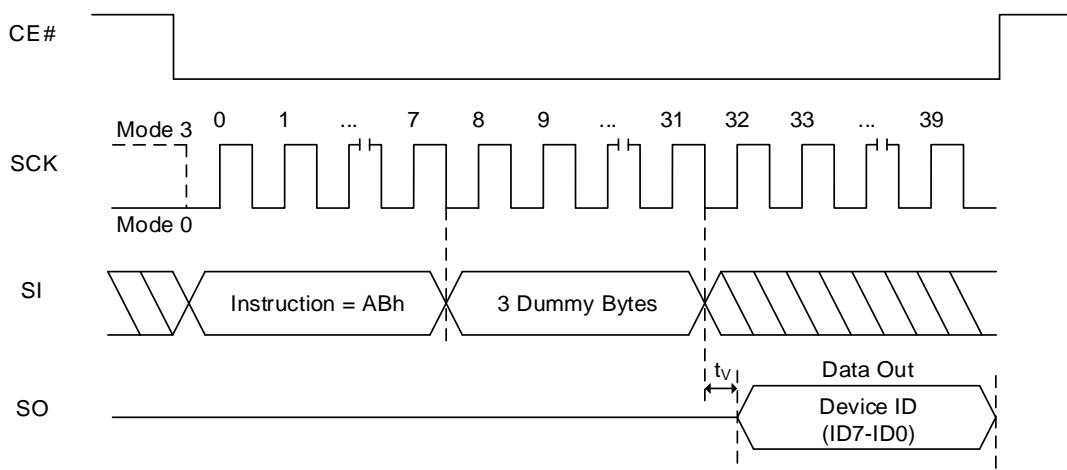 CE#
0 1 ... 7 8 9 ... 31 32 33 ... 39
Mode 3
SCK
Mode 0
SI
Instruction = ABh
3 Dummy Bytes
tV
Data Out
SO
Device ID
(ID7-ID0)